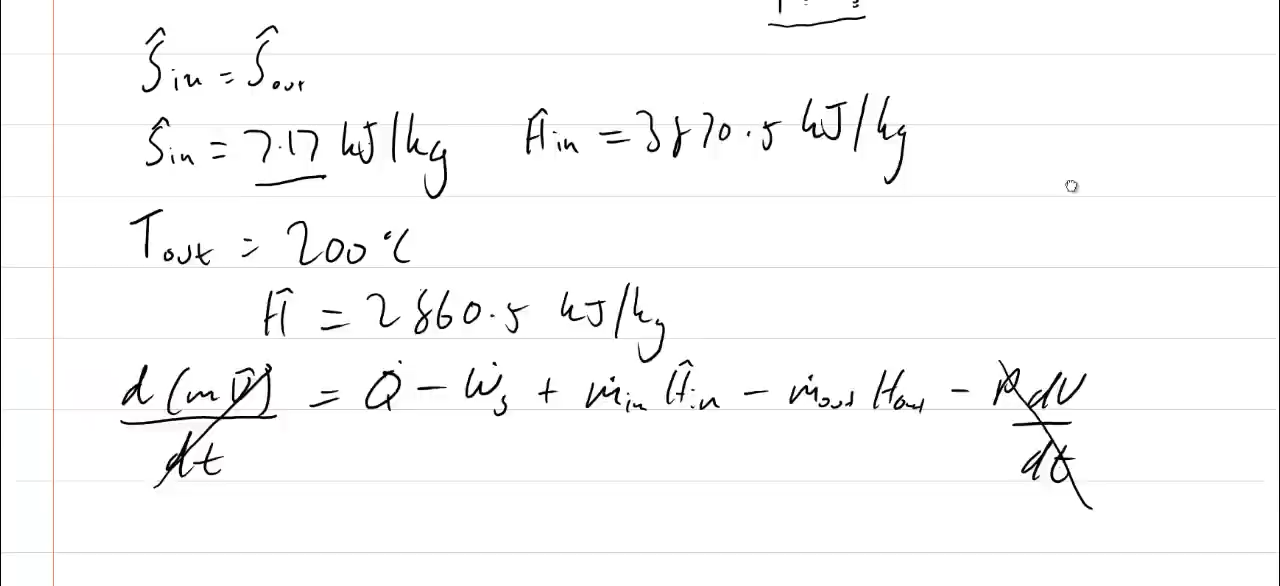 Ŝin = Ŝout
Ŝin = 7.17 kJ/kg Ĥin = 3870.5 kJ/kg
Tout = 200 °C
Ĥ = 2860.5 kJ/kg
d(mÛ)/dt = Q̇ − Ẇs + ṁin Ĥin − ṁout Hout − PdV/dt